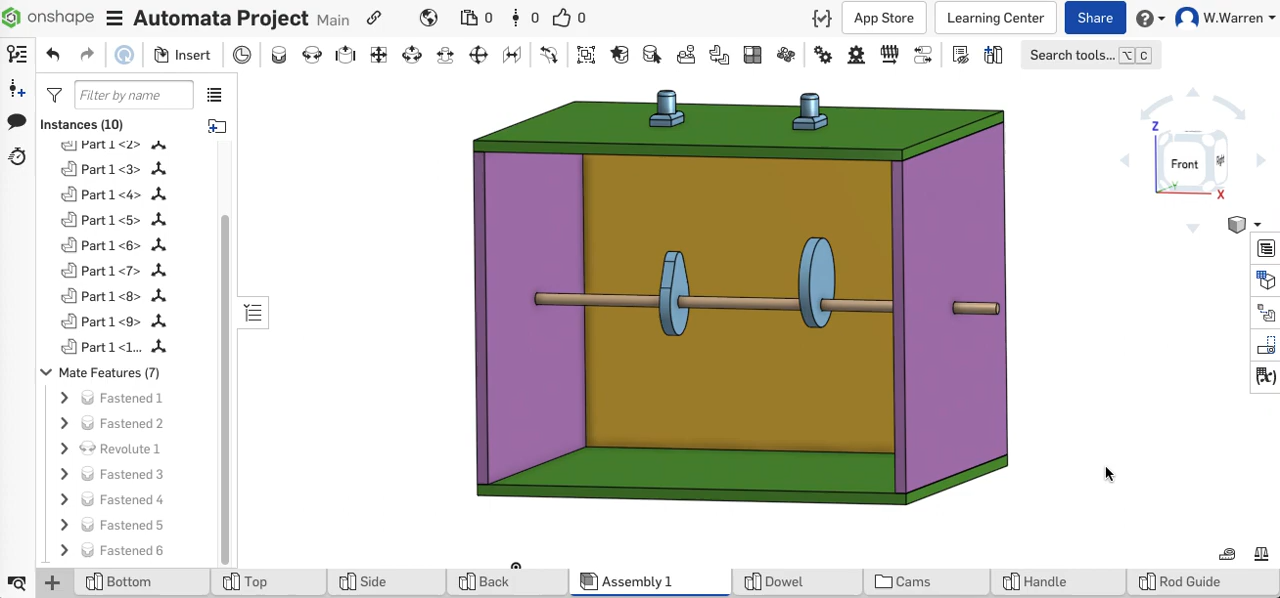 onshape Automata Project Main 0 0 0 App Store Learning Center Share W.Warren
Insert Search tools... ⌥ C
Filter by name
Instances (10)
Part 1 <2>
Part 1 <3>
Part 1 <4>
Part 1 <5>
Part 1 <6>
Part 1 <7>
Part 1 <8>
Part 1 <9>
Part 1 <1...
Mate Features (7)
Fastened 1
Fastened 2
Revolute 1
Fastened 3
Fastened 4
Fastened 5
Fastened 6
Z
Front
X
Bottom Top Side Back Assembly 1 Dowel Cams Handle Rod Guide